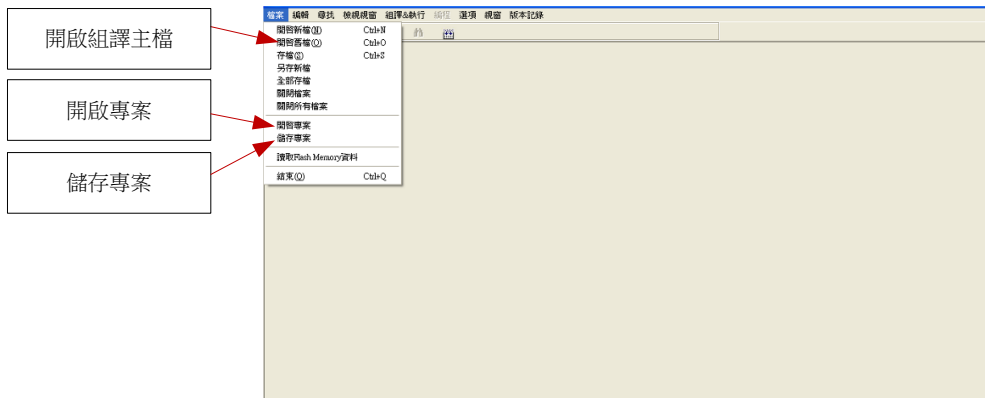 檔案 編輯 尋找 檢視視窗 組譯&執行 編程 選項 視窗 版本記錄
開啟新檔(N) Ctrl+N
開啟組譯主檔
開啟舊檔(O) Ctrl+O
存檔(S) Ctrl+S
另存新檔
全部存檔
關閉檔案
關閉所有檔案
開啟專案
開啟專案
儲存專案
儲存專案
讀取Flash Memory資料
結束(Q) Ctrl+Q